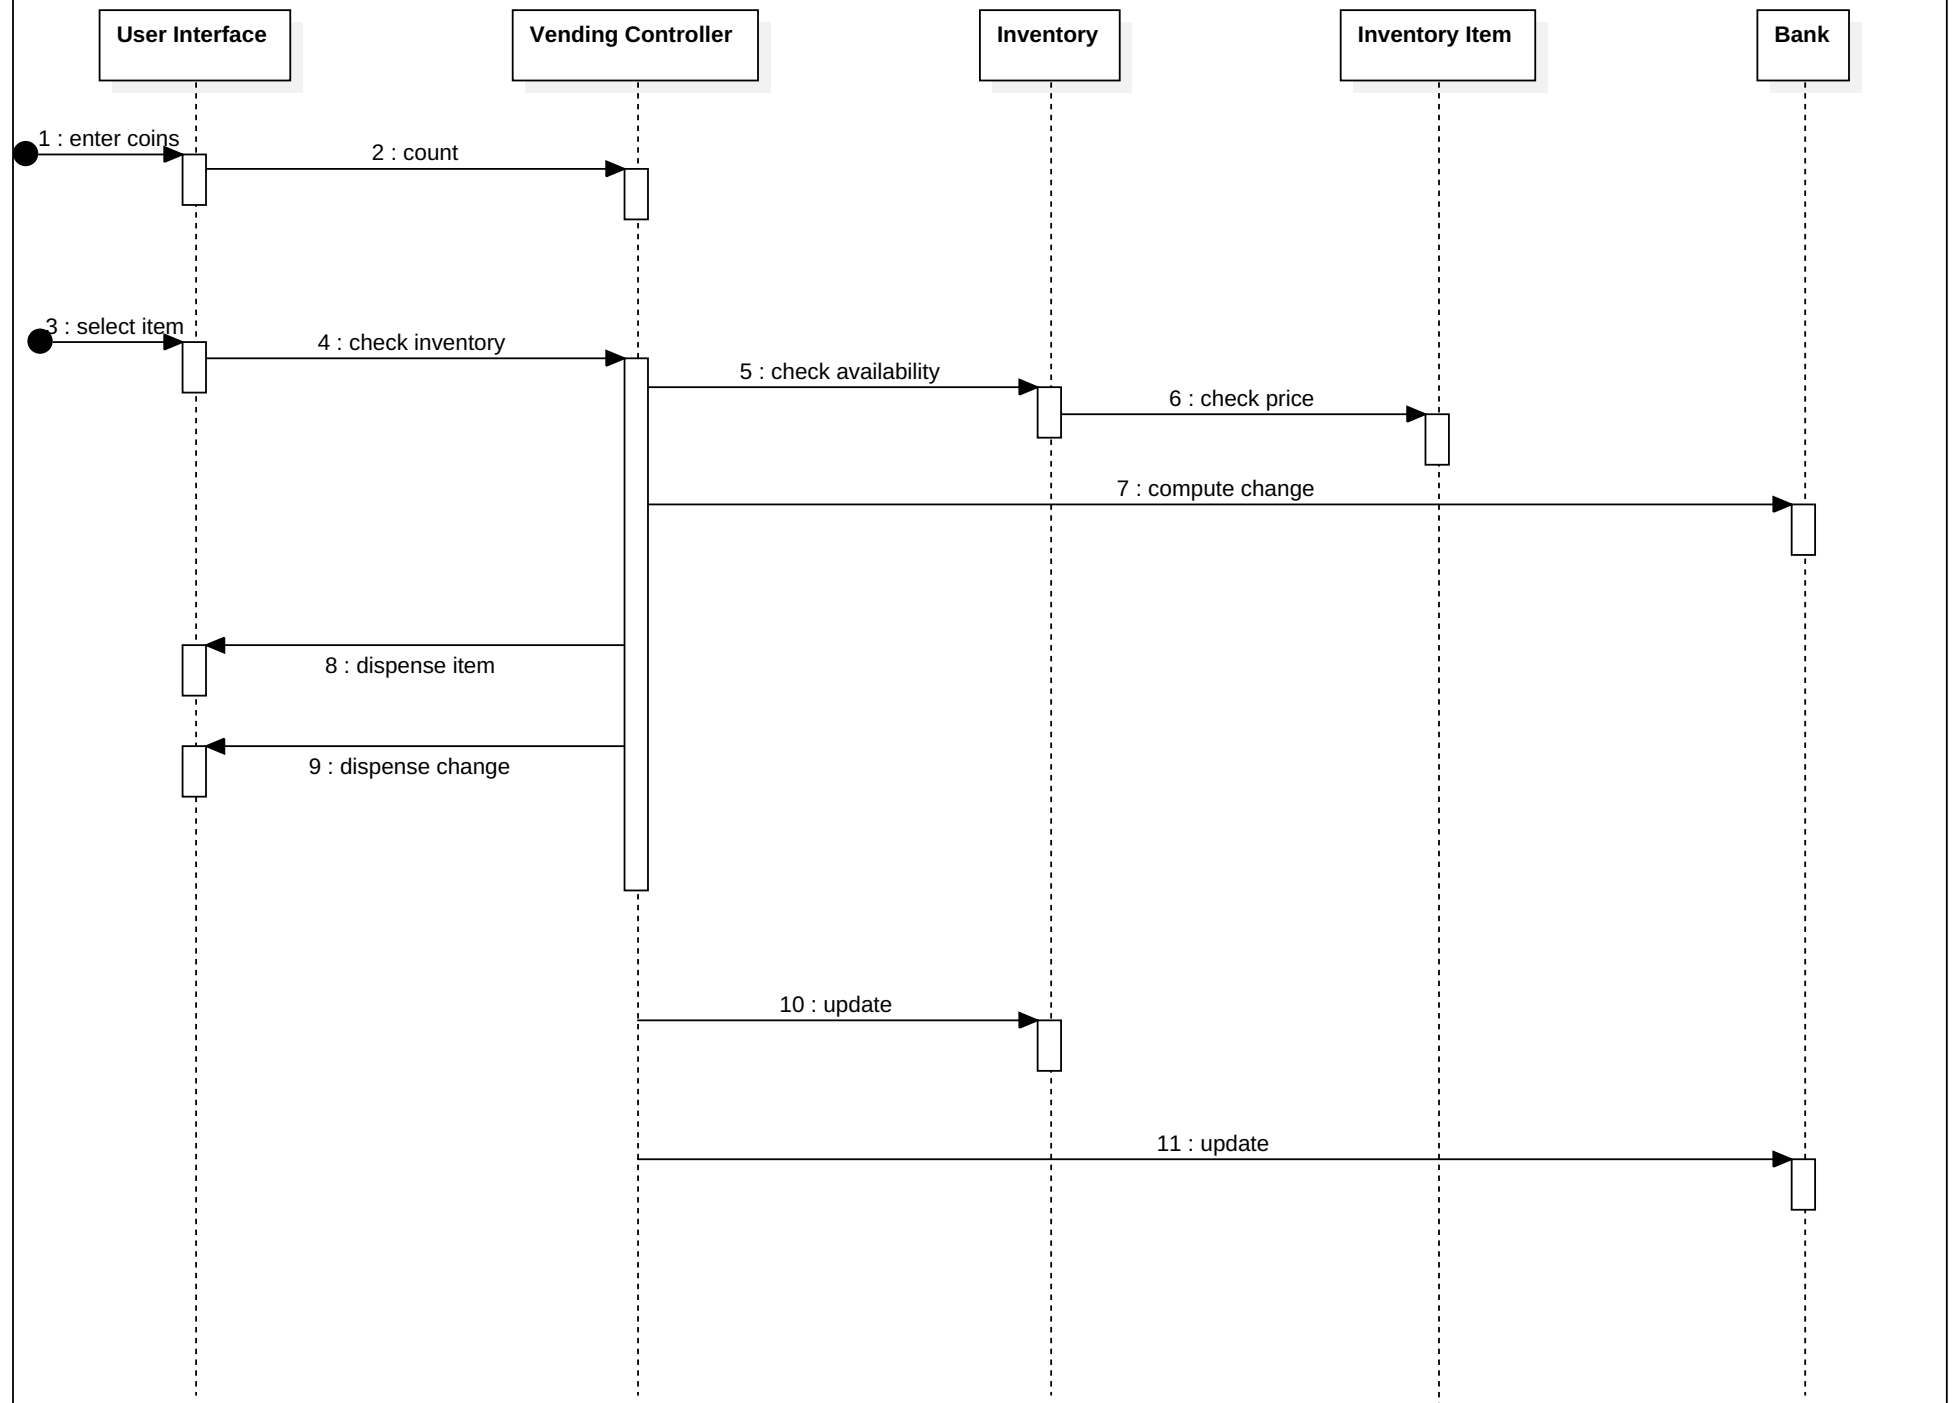 User Interface
Vending Controller
Inventory
Inventory Item
Bank
1 : enter coins
2 : count
3 : select item
4 : check inventory
5 : check availability
6 : check price
7 : compute change
8 : dispense item
9 : dispense change
10 : update
11 : update